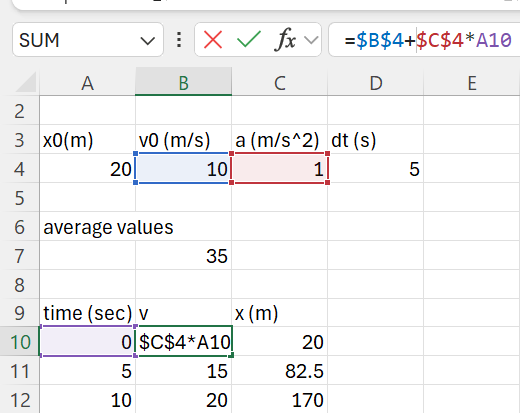 SUM fx =$B$4+$C$4*A10
A B C D E
2
3 x0(m) v0 (m/s) a (m/s^2) dt (s)
4 20 10 1 5
5
6 average values
7 35
8
9 time (sec) v x (m)
10 0 $C$4*A10 20
11 5 15 82.5
12 10 20 170